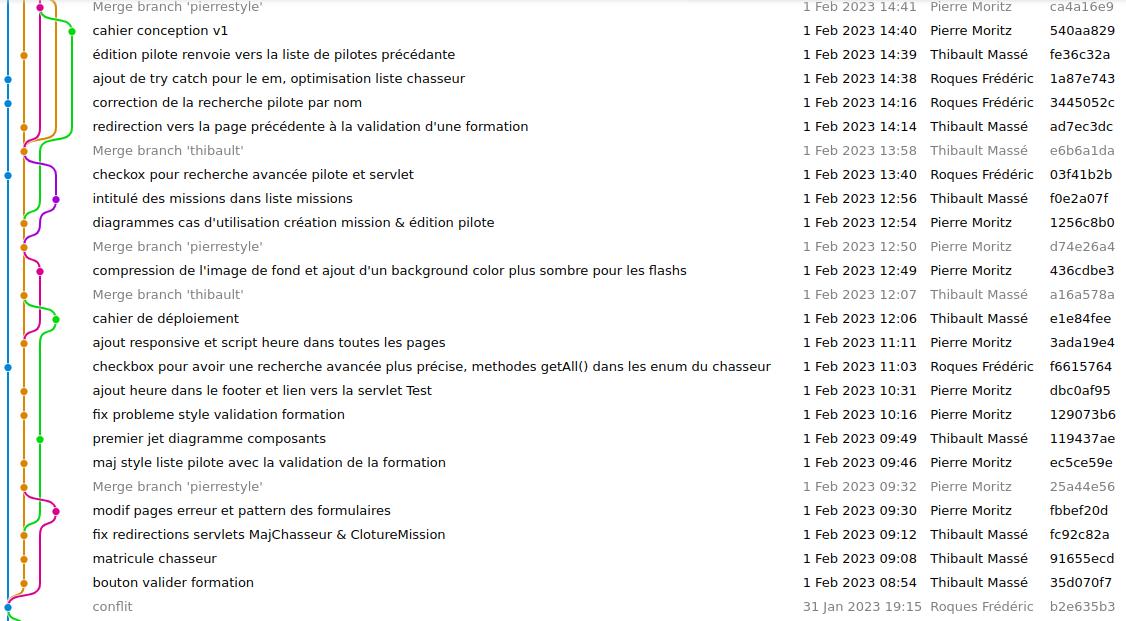 Merge branch 'pierrestyle' 1 Feb 2023 14:41 Pierre Moritz ca4a16e9
cahier conception v1 1 Feb 2023 14:40 Pierre Moritz 540aa829
édition pilote renvoie vers la liste de pilotes précédante 1 Feb 2023 14:39 Thibault Massé fe36c32a
ajout de try catch pour le em, optimisation liste chasseur 1 Feb 2023 14:38 Roques Frédéric 1a87e743
correction de la recherche pilote par nom 1 Feb 2023 14:16 Roques Frédéric 3445052c
redirection vers la page précédente à la validation d'une formation 1 Feb 2023 14:14 Thibault Massé ad7ec3dc
Merge branch 'thibault' 1 Feb 2023 13:58 Thibault Massé e6b6a1da
checkox pour recherche avancée pilote et servlet 1 Feb 2023 13:40 Roques Frédéric 03f41b2b
intitulé des missions dans liste missions 1 Feb 2023 12:56 Thibault Massé f0e2a07f
diagrammes cas d'utilisation création mission & édition pilote 1 Feb 2023 12:54 Pierre Moritz 1256c8b0
Merge branch 'pierrestyle' 1 Feb 2023 12:50 Pierre Moritz d74e26a4
compression de l'image de fond et ajout d'un background color plus sombre pour les flashs 1 Feb 2023 12:49 Pierre Moritz 436cdbe3
Merge branch 'thibault' 1 Feb 2023 12:07 Thibault Massé a16a578a
cahier de déploiement 1 Feb 2023 12:06 Thibault Massé e1e84fee
ajout responsive et script heure dans toutes les pages 1 Feb 2023 11:11 Pierre Moritz 3ada19e4
checkbox pour avoir une recherche avancée plus précise, methodes getAll() dans les enum du chasseur 1 Feb 2023 11:03 Roques Frédéric f6615764
ajout heure dans le footer et lien vers la servlet Test 1 Feb 2023 10:31 Pierre Moritz dbc0af95
fix probleme style validation formation 1 Feb 2023 10:16 Pierre Moritz 129073b6
premier jet diagramme composants 1 Feb 2023 09:49 Thibault Massé 119437ae
maj style liste pilote avec la validation de la formation 1 Feb 2023 09:46 Pierre Moritz ec5ce59e
Merge branch 'pierrestyle' 1 Feb 2023 09:32 Pierre Moritz 25a44e56
modif pages erreur et pattern des formulaires 1 Feb 2023 09:30 Pierre Moritz fbbef20d
fix redirections servlets MajChasseur & ClotureMission 1 Feb 2023 09:12 Thibault Massé fc92c82a
matricule chasseur 1 Feb 2023 09:08 Thibault Massé 91655ecd
bouton valider formation 1 Feb 2023 08:54 Thibault Massé 35d070f7
conflit 31 Jan 2023 19:15 Roques Frédéric b2e635b3